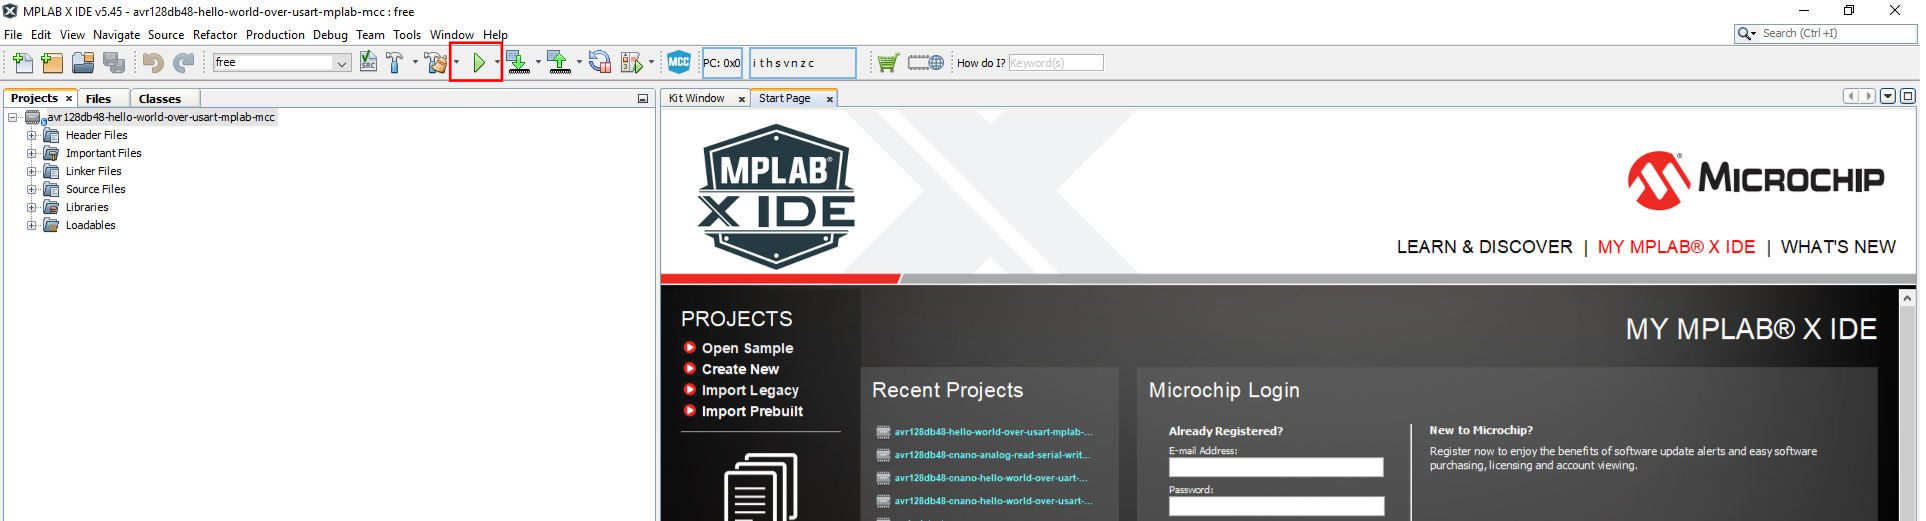 MPLAB X IDE v5.45 - avr128db48-hello-world-over-usart-mplab-mcc : free
File Edit View Navigate Source Refactor Production Debug Team Tools Window Help
Search (Ctrl+I)
free
SRC
MCC
PC: 0x0
i t h s v n z c
How do I? Keyword(s)
Projects Files Classes
Kit Window Start Page
avr128db48-hello-world-over-usart-mplab-mcc
Header Files
Important Files
Linker Files
Source Files
Libraries
Loadables
MPLAB®
X IDE
MICROCHIP
LEARN & DISCOVER | MY MPLAB® X IDE | WHAT'S NEW
PROJECTS
Open Sample
Create New
Import Legacy
Import Prebuilt
MY MPLAB® X IDE
Recent Projects
avr128db48-hello-world-over-usart-mplab-...
avr128db48-cnano-analog-read-serial-writ...
avr128db48-cnano-hello-world-over-uart-...
avr128db48-cnano-hello-world-over-usart-...
Microchip Login
Already Registered?
E-mail Address:
Password:
New to Microchip?
Register now to enjoy the benefits of software update alerts and easy software
purchasing, licensing and account viewing.